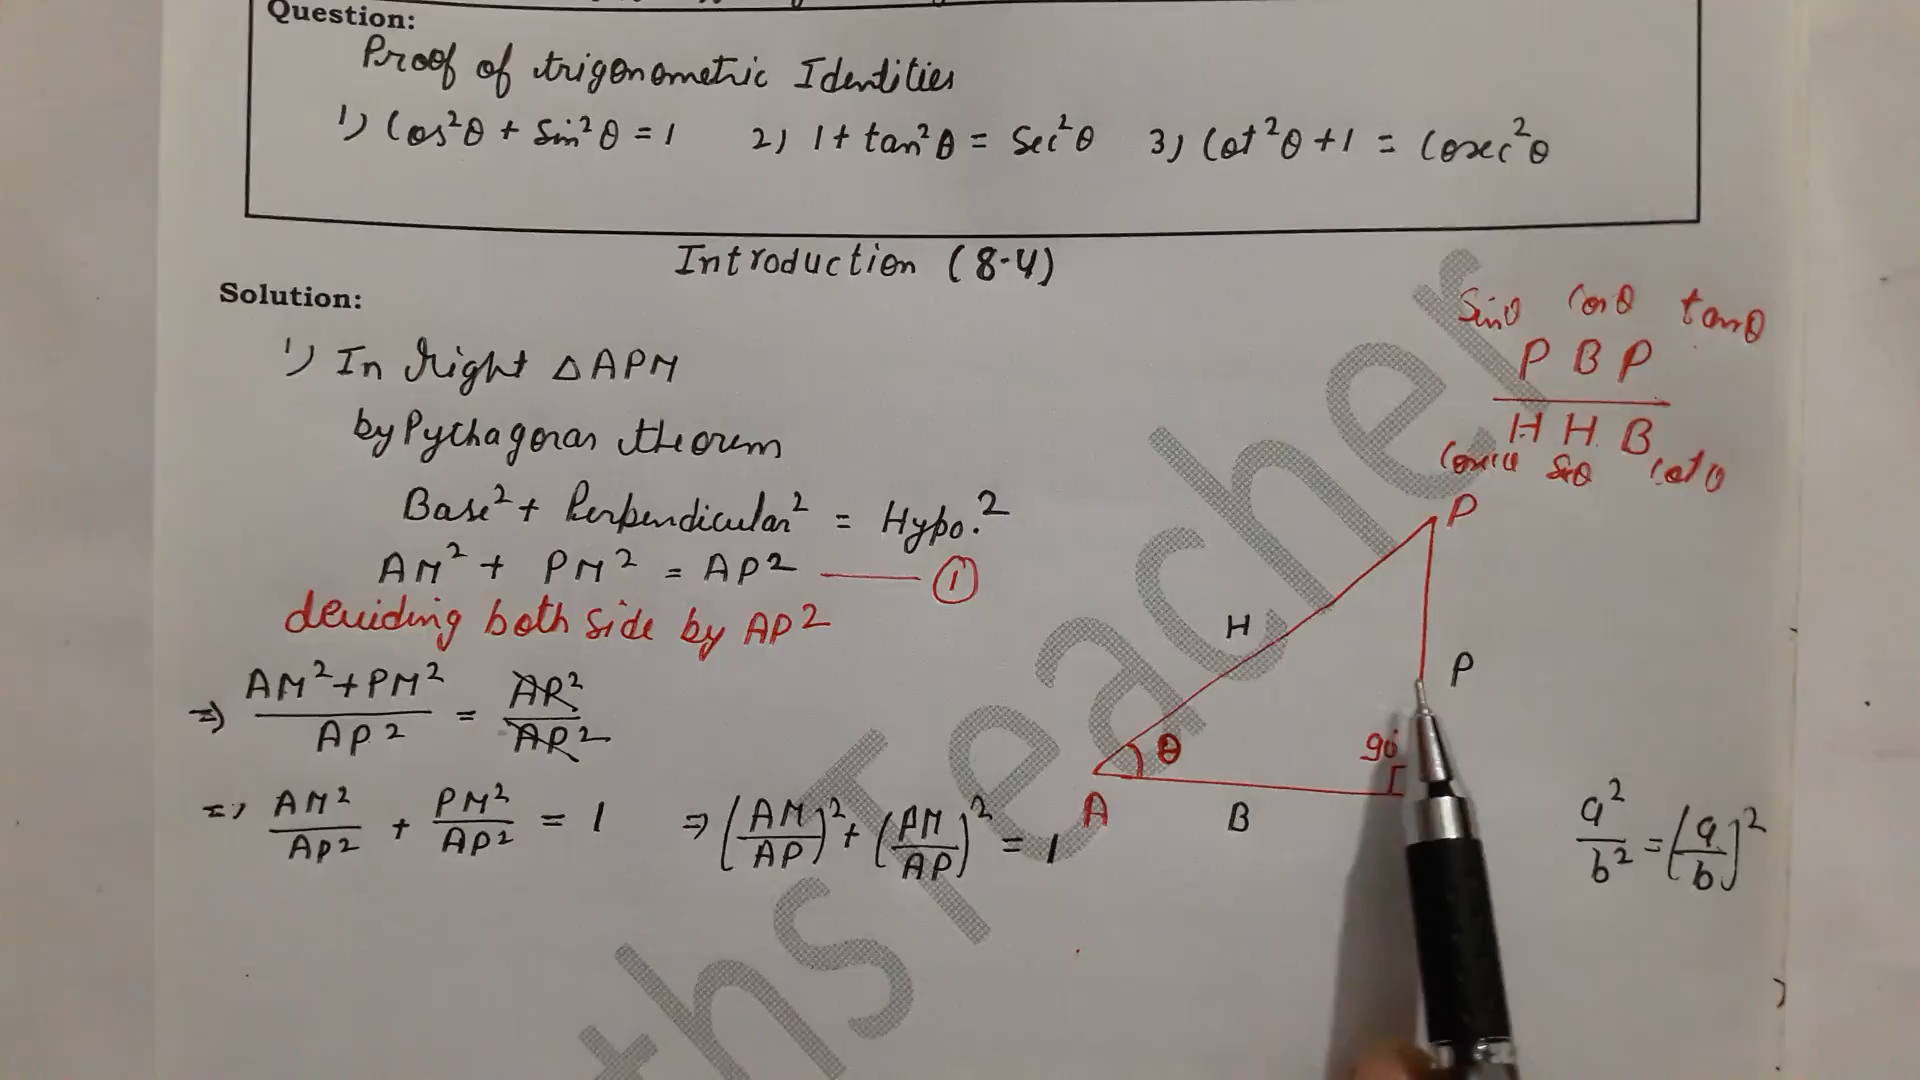 Question:
Proof of trigonometric Identities
1) Cos²θ + Sin²θ = 1 2) 1 + tan²θ = Sec²θ 3) Cot²θ + 1 = Cosec²θ
Introduction (8.4)
Solution:
1) In Right △APM
by Pythagoras theorem
Base² + Perpendicular² = Hypo.²
AM² + PM² = AP² —— ①
deviding both side by AP²
⇒ (AM² + PM²)/AP² = AP²/AP²
⇒ AM²/AP² + PM²/AP² = 1 ⇒ (AM/AP)² + (PM/AP)² = 1
Sinθ Cosθ tanθ
P B P
H H B
Secθ Cotθ
P
H
P
θ
90°
A
B
a²/b² = (a/b)²
thsTeacher